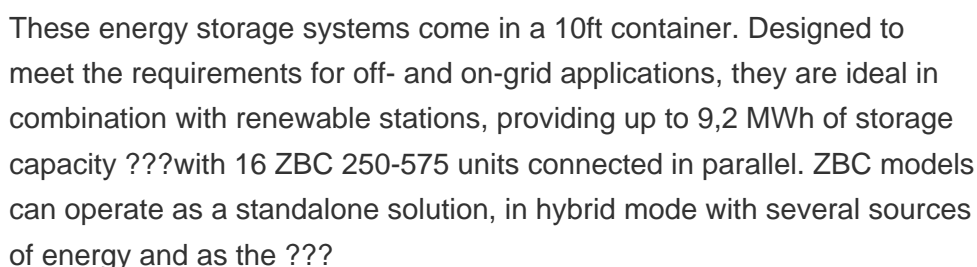 These energy storage systems come in a 10ft container. Designed to
meet the requirements for off- and on-grid applications, they are ideal in
combination with renewable stations, providing up to 9,2 MWh of storage
capacity ???with 16 ZBC 250-575 units connected in parallel. ZBC models
can operate as a standalone solution, in hybrid mode with several sources
of energy and as the ???